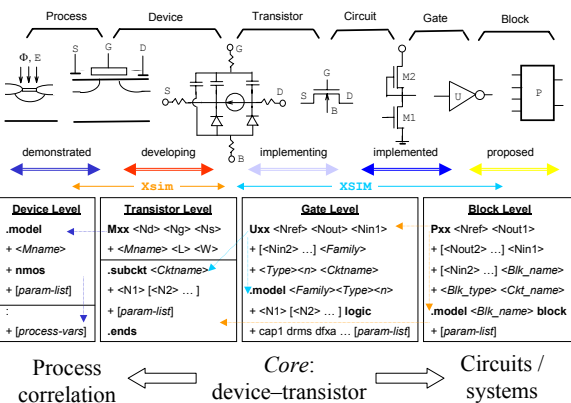 Process Device Transistor Circuit Gate Block
Φ, E
S G D
G
S D
B
S G D
B
M2
M1
U
P
demonstrated developing implementing implemented proposed
Xsim XSIM
Device Level
.model
+ <Mname>
+ nmos
+ [param-list]
:
+ [process-vars]
Transistor Level
Mxx <Nd> <Ng> <Ns>
+ <Mname> <L> <W>
.subckt <Cktname>
+ <N1> [<N2> ... ]
+ [param-list]
.ends
Gate Level
Uxx <Nref> <Nout> <Nin1>
+ [<Nin2> ...] <Family>
+ <Type><n> <Cktname>
.model <Family><Type><n>
+ <N1> [<N2> ... ] logic
+ cap1 drms dfxa ... [param-list]
Block Level
Pxx <Nref> <Nout1>
+ [<Nout2> ...] <Nin1>
+ [<Nin2> ...] <Blk_name>
+ <Blk_type> <Ckt_name>
.model <Blk_name> block
+ [param-list]
Process
correlation
Core:
device–transistor
Circuits /
systems